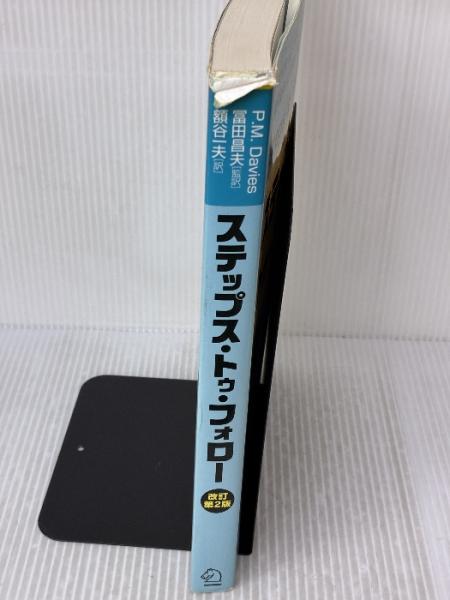 P.M. Davies
冨田昌夫[監訳]
額谷一夫[訳]
ステップス・トゥ・フォロー
改訂
第2版